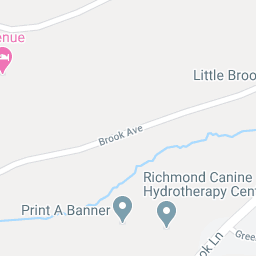 enue
Little Broo
Brook Ave
Richmond Canine
Hydrotherapy Cent
Print A Banner
ok Ln
Gree